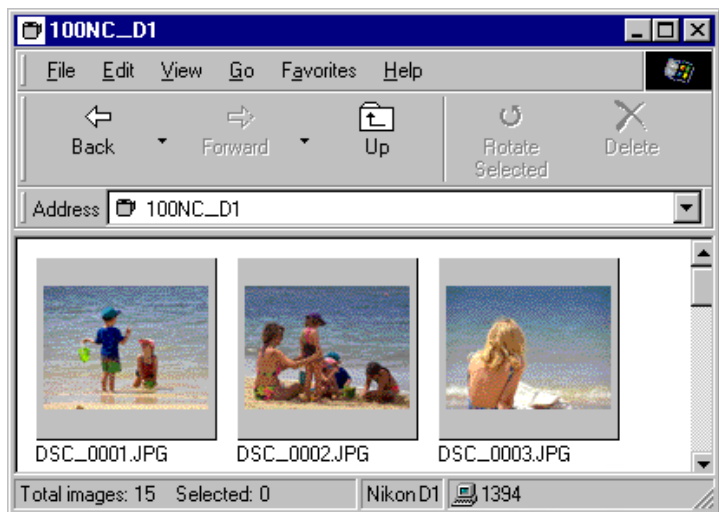 100NC_D1
File Edit View Go Favorites Help
Back Forward Up Rotate Selected Delete
Address 100NC_D1
DSC_0001.JPG DSC_0002.JPG DSC_0003.JPG
Total images: 15 Selected: 0 Nikon D1 1394